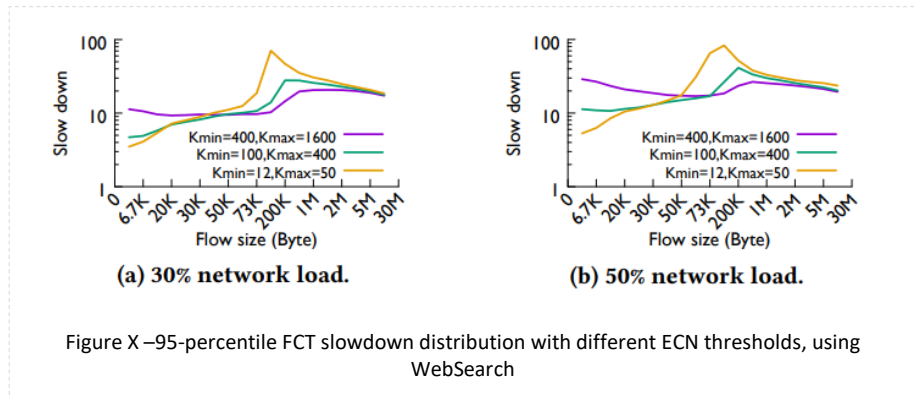 100
10
1
Slow down
Kmin=400,Kmax=1600
Kmin=100,Kmax=400
Kmin=12,Kmax=50
0 6.7K 20K 30K 50K 73K 200K 1M 2M 5M 30M
Flow size (Byte)
(a) 30% network load.
100
10
1
Slow down
Kmin=400,Kmax=1600
Kmin=100,Kmax=400
Kmin=12,Kmax=50
0 6.7K 20K 30K 50K 73K 200K 1M 2M 5M 30M
Flow size (Byte)
(b) 50% network load.
Figure X –95-percentile FCT slowdown distribution with different ECN thresholds, using
WebSearch